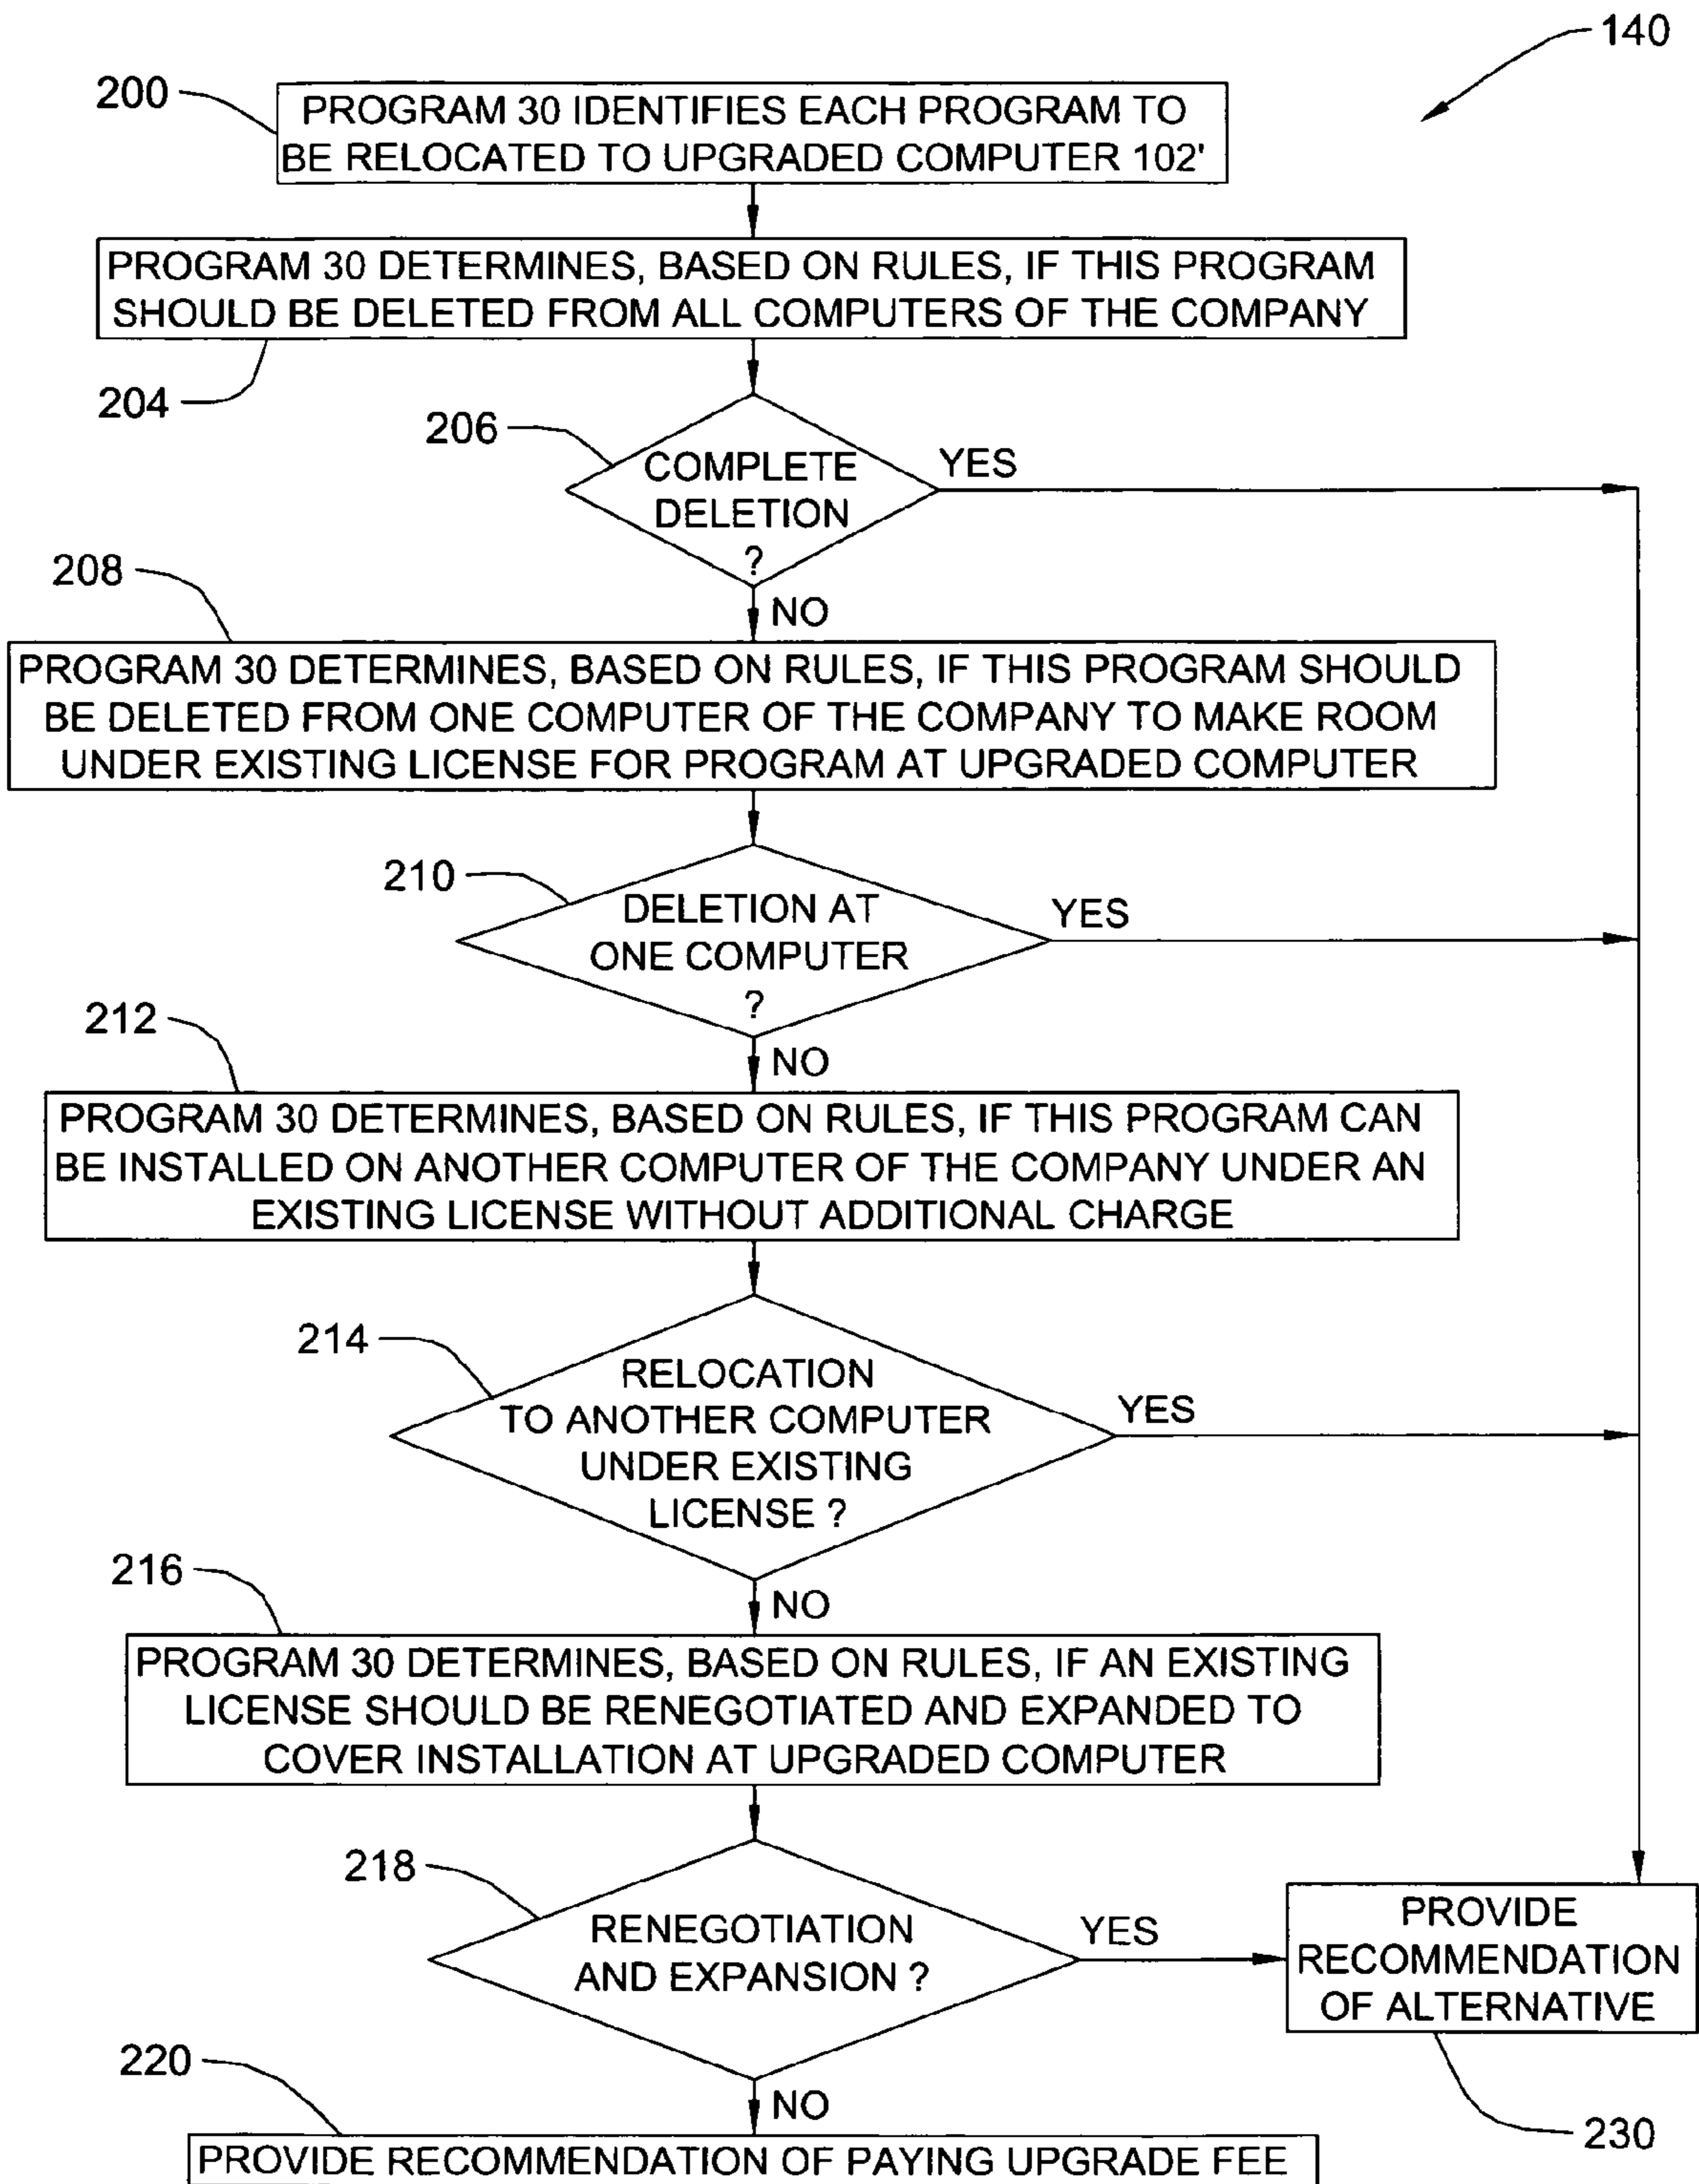 140
200
PROGRAM 30 IDENTIFIES EACH PROGRAM TO
BE RELOCATED TO UPGRADED COMPUTER 102'
PROGRAM 30 DETERMINES, BASED ON RULES, IF THIS PROGRAM
SHOULD BE DELETED FROM ALL COMPUTERS OF THE COMPANY
204
206
COMPLETE
DELETION
?
YES
NO
208
PROGRAM 30 DETERMINES, BASED ON RULES, IF THIS PROGRAM SHOULD
BE DELETED FROM ONE COMPUTER OF THE COMPANY TO MAKE ROOM
UNDER EXISTING LICENSE FOR PROGRAM AT UPGRADED COMPUTER
210
DELETION AT
ONE COMPUTER
?
YES
NO
212
PROGRAM 30 DETERMINES, BASED ON RULES, IF THIS PROGRAM CAN
BE INSTALLED ON ANOTHER COMPUTER OF THE COMPANY UNDER AN
EXISTING LICENSE WITHOUT ADDITIONAL CHARGE
214
RELOCATION
TO ANOTHER COMPUTER
UNDER EXISTING
LICENSE ?
YES
NO
216
PROGRAM 30 DETERMINES, BASED ON RULES, IF AN EXISTING
LICENSE SHOULD BE RENEGOTIATED AND EXPANDED TO
COVER INSTALLATION AT UPGRADED COMPUTER
218
RENEGOTIATION
AND EXPANSION ?
YES
NO
PROVIDE
RECOMMENDATION
OF ALTERNATIVE
230
220
PROVIDE RECOMMENDATION OF PAYING UPGRADE FEE